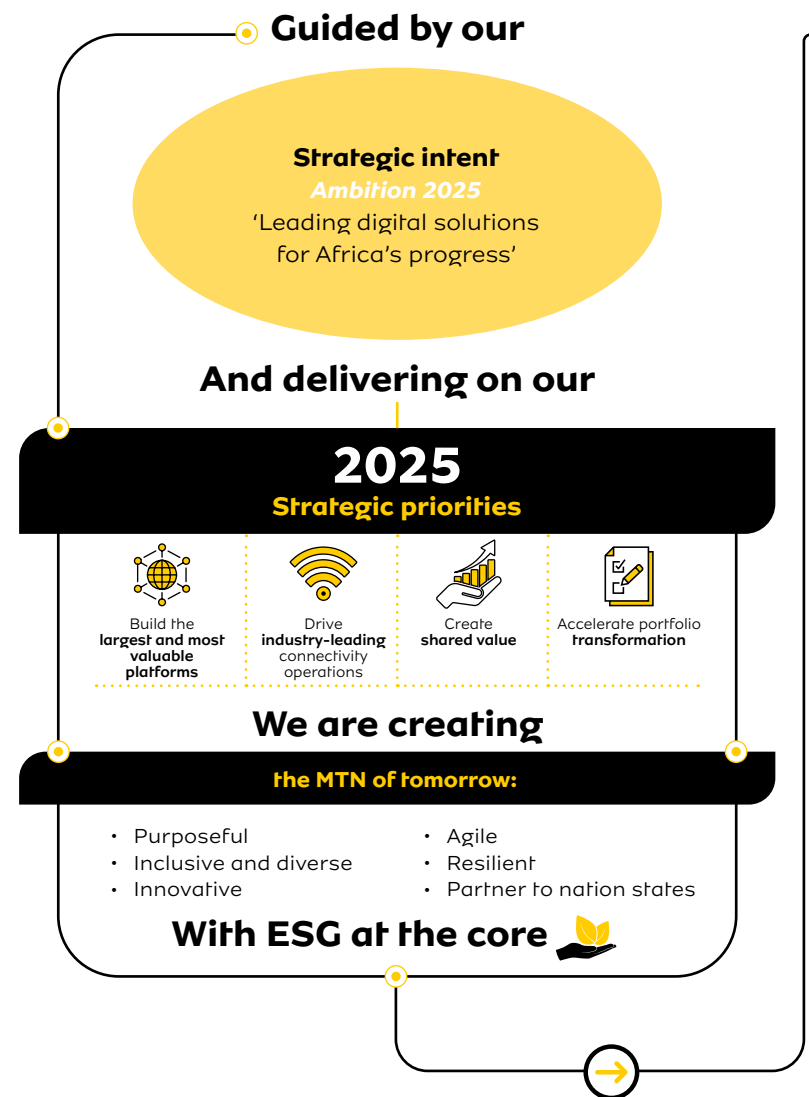 Guided by our
Strategic intent
Ambition 2025
‘Leading digital solutions
for Africa’s progress’
And delivering on our
2025
Strategic priorities
Build the
largest and most
valuable
platforms
Drive
industry-leading
connectivity
operations
Create
shared value
Accelerate portfolio
transformation
We are creating
the MTN of tomorrow:
• Purposeful
• Inclusive and diverse
• Innovative
• Agile
• Resilient
• Partner to nation states
With ESG at the core